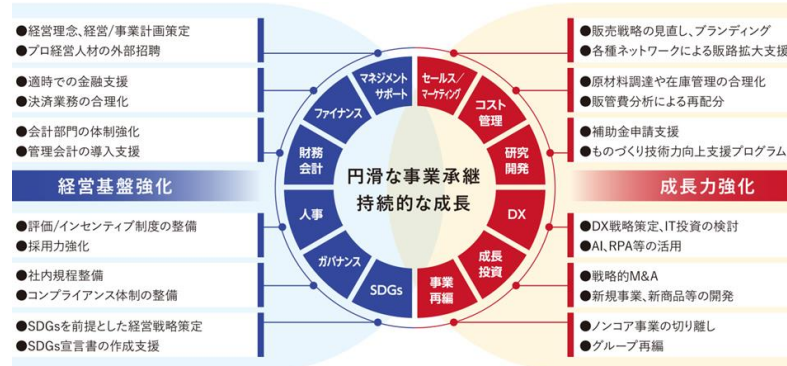 ●経営理念、経営/事業計画策定
●プロ経営人材の外部招聘
●適時での金融支援
●決済業務の合理化
●会計部門の体制強化
●管理会計の導入支援
経営基盤強化
●評価/インセンティブ制度の整備
●採用力強化
●社内規程整備
●コンプライアンス体制の整備
●SDGsを前提とした経営戦略策定
●SDGs宣言書の作成支援
マネジメント
サポート
ファイナンス
財務
会計
人事
ガバナンス
SDGs
円滑な事業承継
持続的な成長
セールス/
マーケティング
コスト
管理
研究
開発
DX
成長
投資
事業
再編
●販売戦略の見直し、ブランディング
●各種ネットワークによる販路拡大支援
●原材料調達や在庫管理の合理化
●販管費分析による再配分
●補助金申請支援
●ものづくり技術力向上支援プログラム
成長力強化
●DX戦略策定、IT投資の検討
●AI、RPA等の活用
●戦略的M&A
●新規事業、新商品等の開発
●ノンコア事業の切り離し
●グループ再編